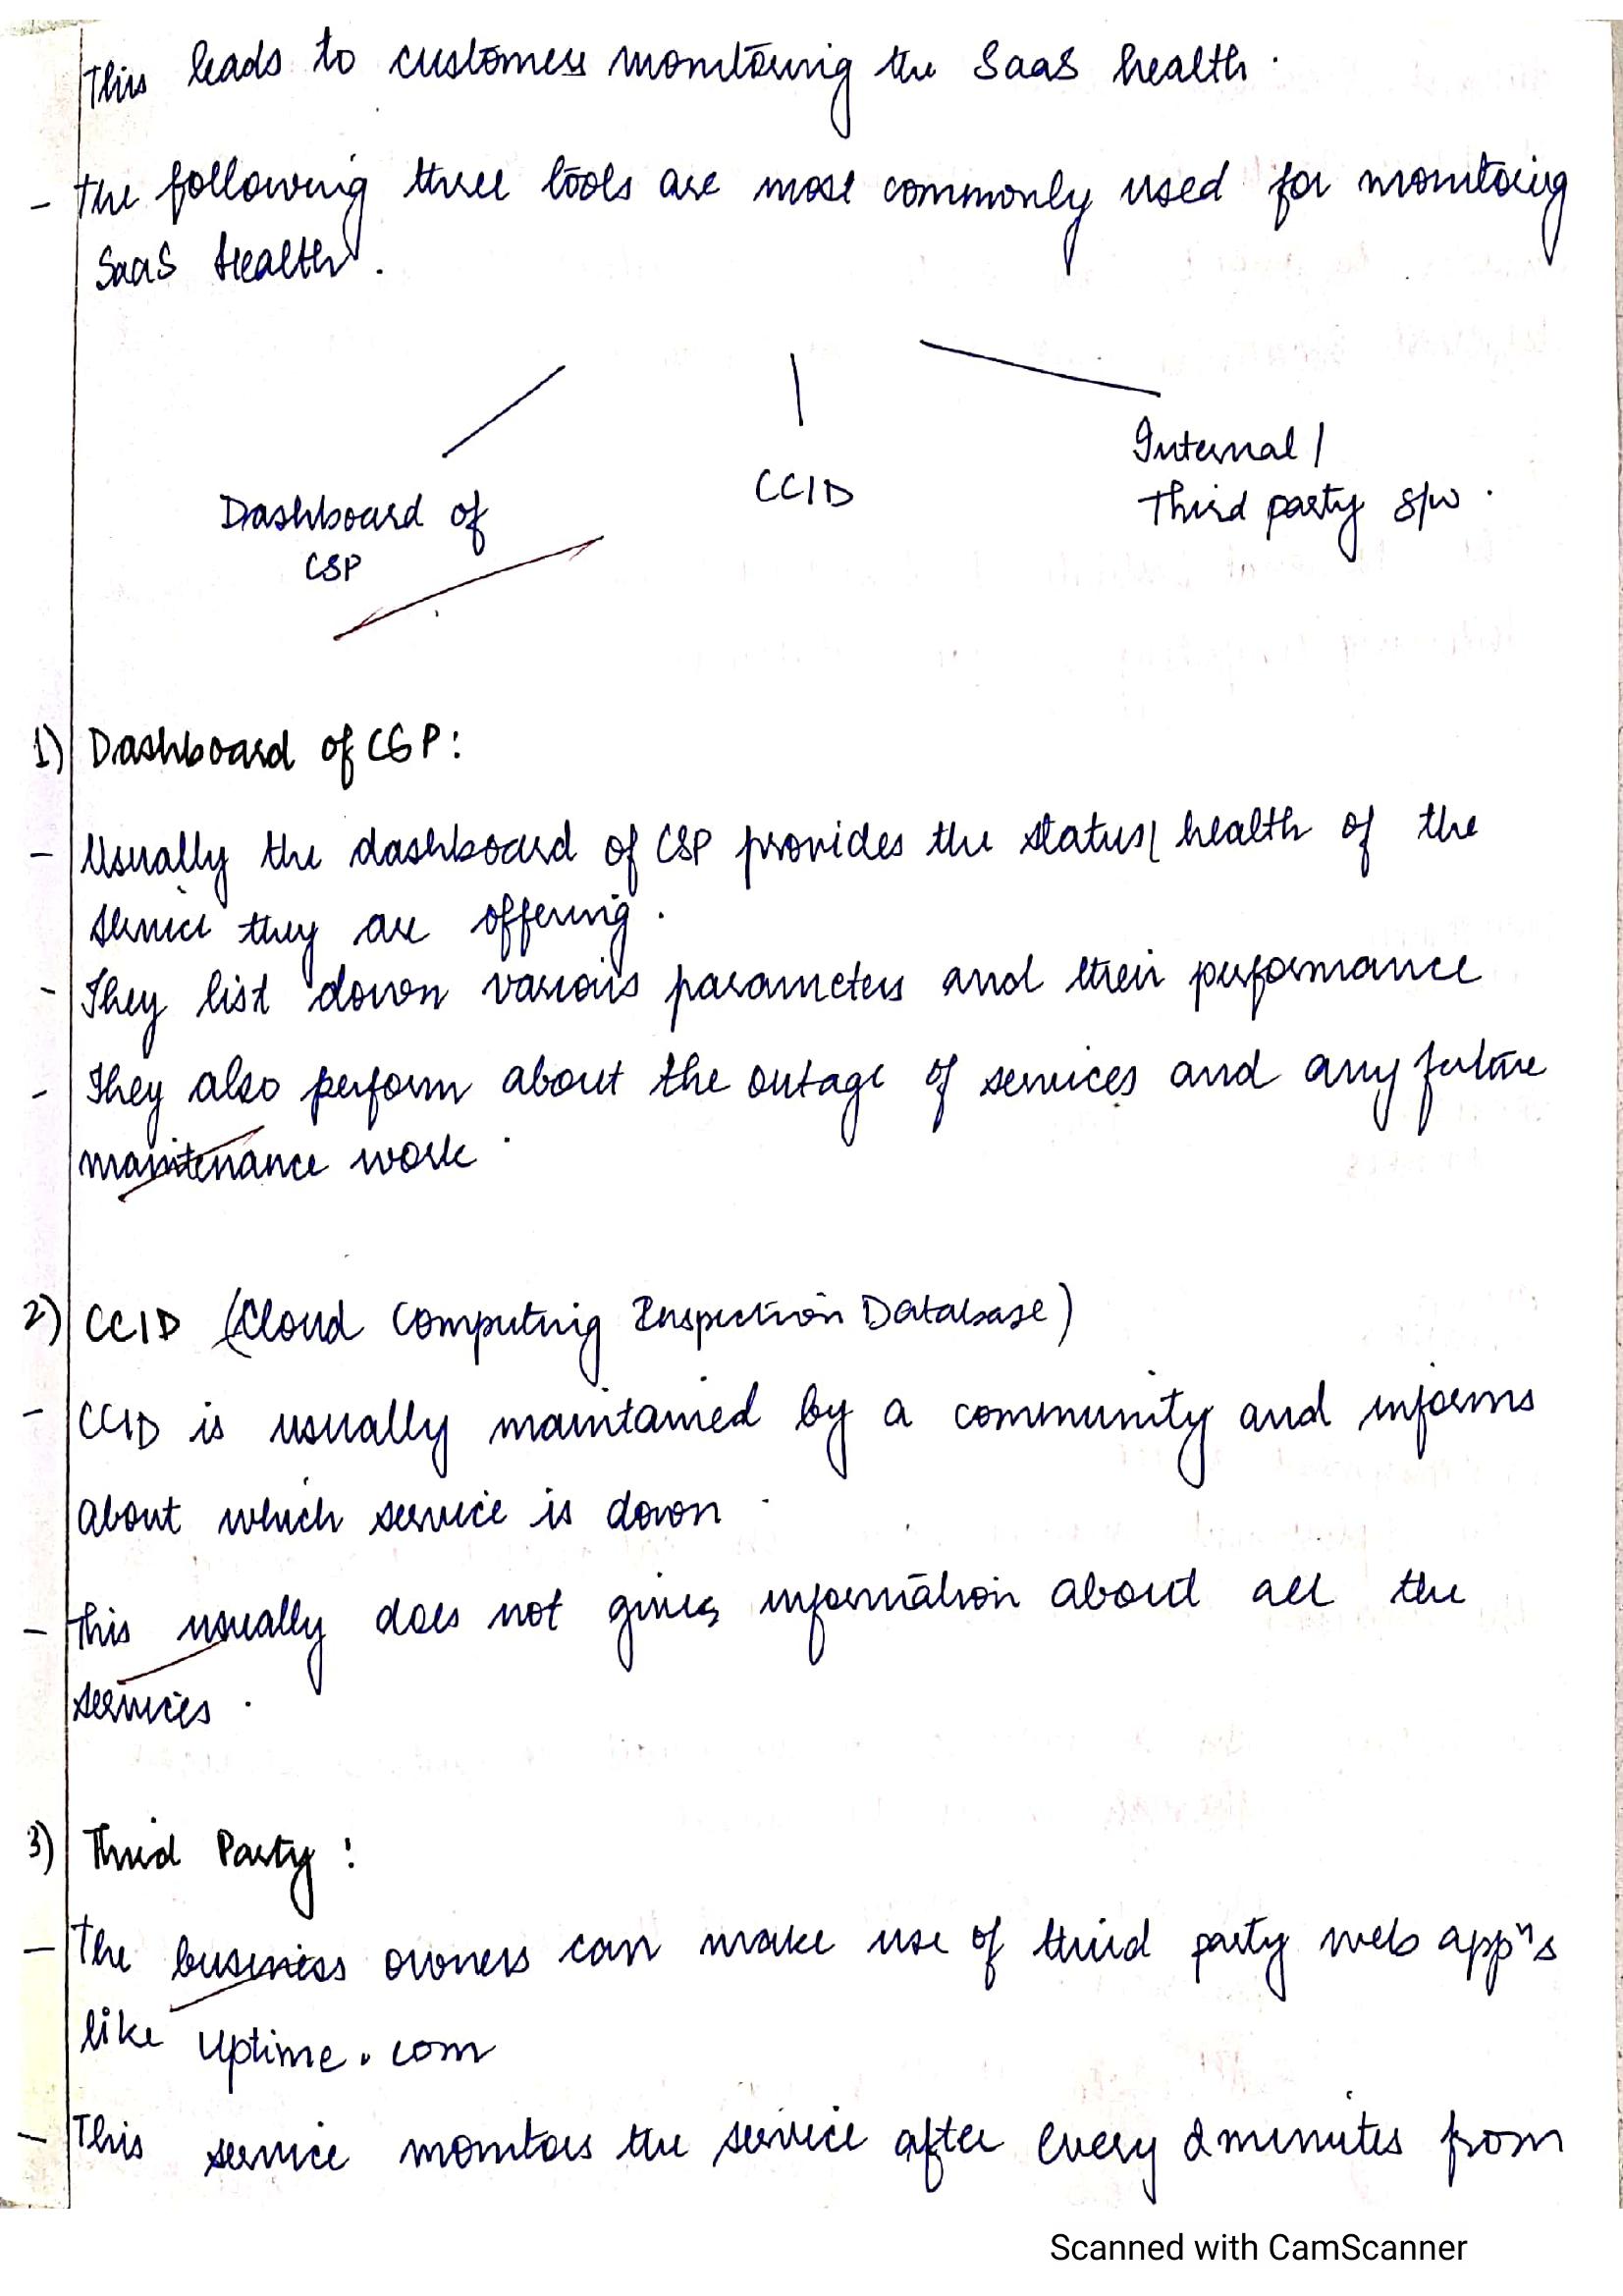 This leads to customers monitoring the SaaS health.
- The following three tools are most commonly used for monitoring
SaaS Health.
Dashboard of
CSP
CCID
Internal /
Third party s/w.
1) Dashboard of CSP:
- Usually the dashboard of CSP provides the status/ health of the
service they are offering.
- They list down various parameters and their performance
- They also perform about the outage of services and any future
maintenance work.
2) CCID (Cloud Computing Inspection Database)
- CCID is usually maintained by a community and informs
about which service is down.
- This usually does not gives information about all the
services.
3) Third Party:
- The business owners can make use of third party web appⁿs
like Uptime.com
- This service monitors the service after every 2 minutes from
Scanned with CamScanner